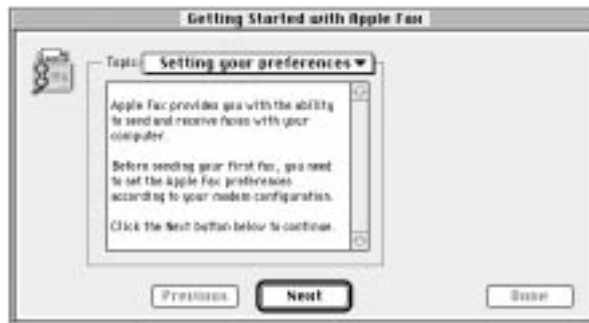 Getting Started with Apple Fax
Topic: Setting your preferences
Apple Fax provides you with the ability
to send and receive faxes with your
computer.
Before sending your first fax, you need
to set the Apple Fax preferences
according to your modem configuration.
Click the Next button below to continue.
Previous Next Done